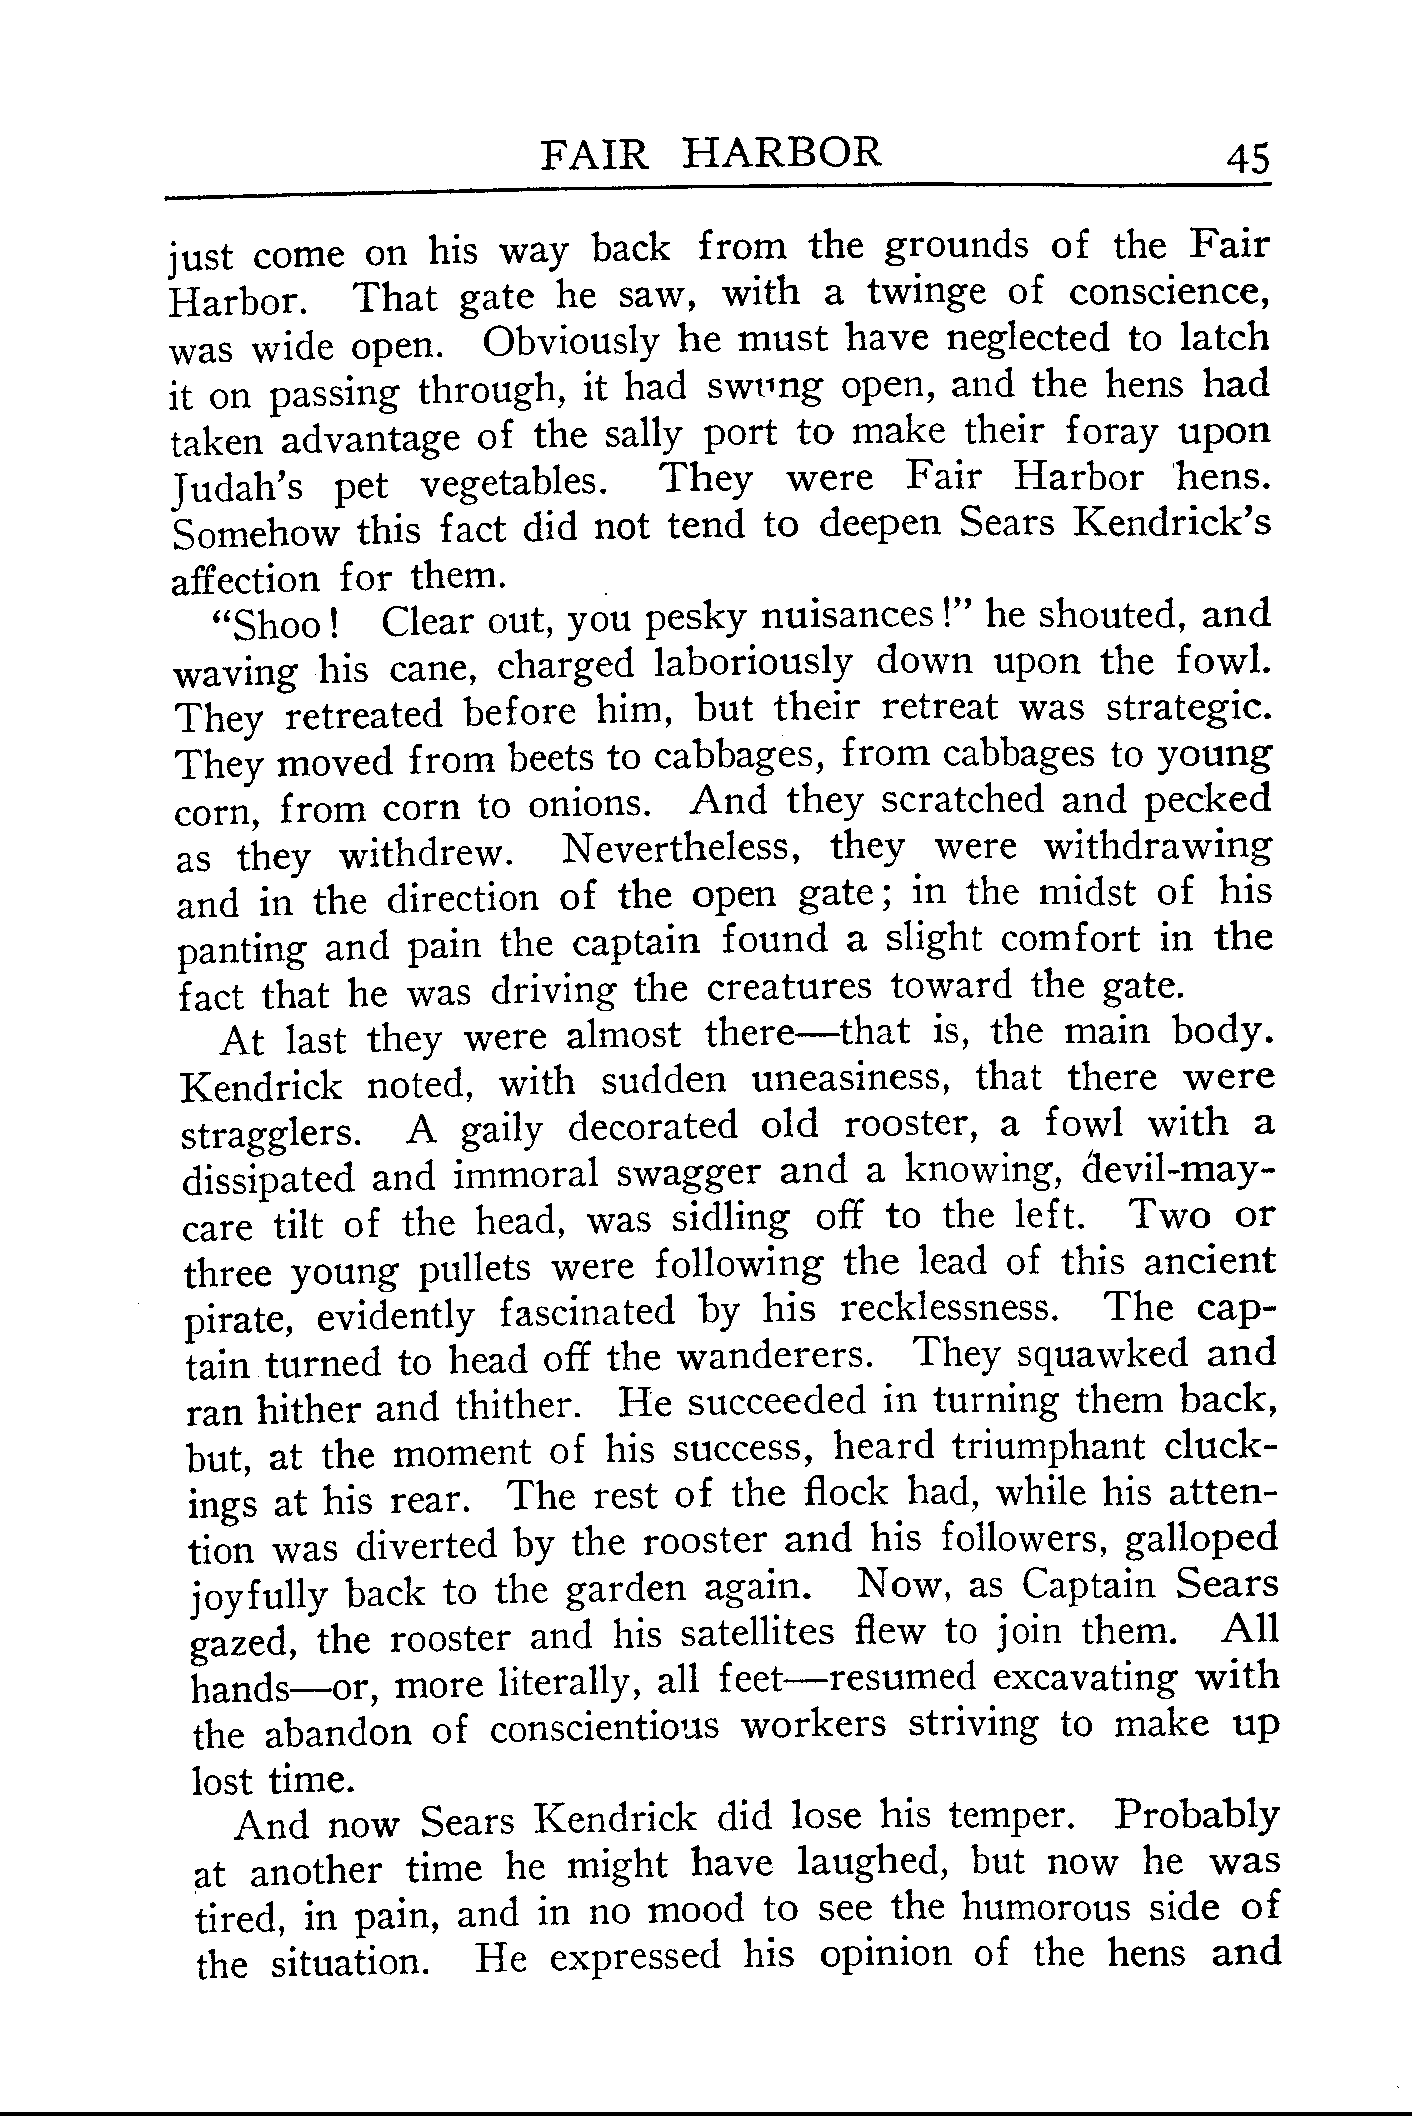 FAIR HARBOR 45
just come on his way back from the grounds of the Fair
Harbor. That gate he saw, with a twinge of conscience,
was wide open. Obviously he must have neglected to latch
it on passing through, it had swung open, and the hens had
taken advantage of the sally port to make their foray upon
Judah's pet vegetables. They were Fair Harbor hens.
Somehow this fact did not tend to deepen Sears Kendrick's
affection for them.
"Shoo! Clear out, you pesky nuisances!" he shouted, and
waving his cane, charged laboriously down upon the fowl.
They retreated before him, but their retreat was strategic.
They moved from beets to cabbages, from cabbages to young
corn, from corn to onions. And they scratched and pecked
as they withdrew. Nevertheless, they were withdrawing
and in the direction of the open gate; in the midst of his
panting and pain the captain found a slight comfort in the
fact that he was driving the creatures toward the gate.
At last they were almost there—that is, the main body.
Kendrick noted, with sudden uneasiness, that there were
stragglers. A gaily decorated old rooster, a fowl with a
dissipated and immoral swagger and a knowing, devil-may-
care tilt of the head, was sidling off to the left. Two or
three young pullets were following the lead of this ancient
pirate, evidently fascinated by his recklessness. The cap-
tain turned to head off the wanderers. They squawked and
ran hither and thither. He succeeded in turning them back,
but, at the moment of his success, heard triumphant cluck-
ings at his rear. The rest of the flock had, while his atten-
tion was diverted by the rooster and his followers, galloped
joyfully back to the garden again. Now, as Captain Sears
gazed, the rooster and his satellites flew to join them. All
hands—or, more literally, all feet—resumed excavating with
the abandon of conscientious workers striving to make up
lost time.
And now Sears Kendrick did lose his temper. Probably
at another time he might have laughed, but now he was
tired, in pain, and in no mood to see the humorous side of
the situation. He expressed his opinion of the hens and